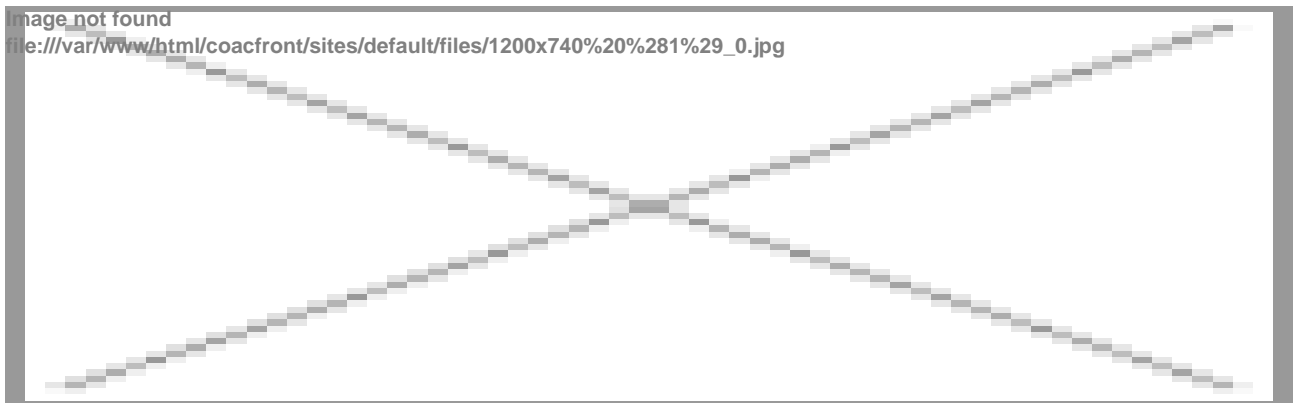 Image not found
file:///var/www/html/coacfront/sites/default/files/1200x740%20%281%29_0.jpg